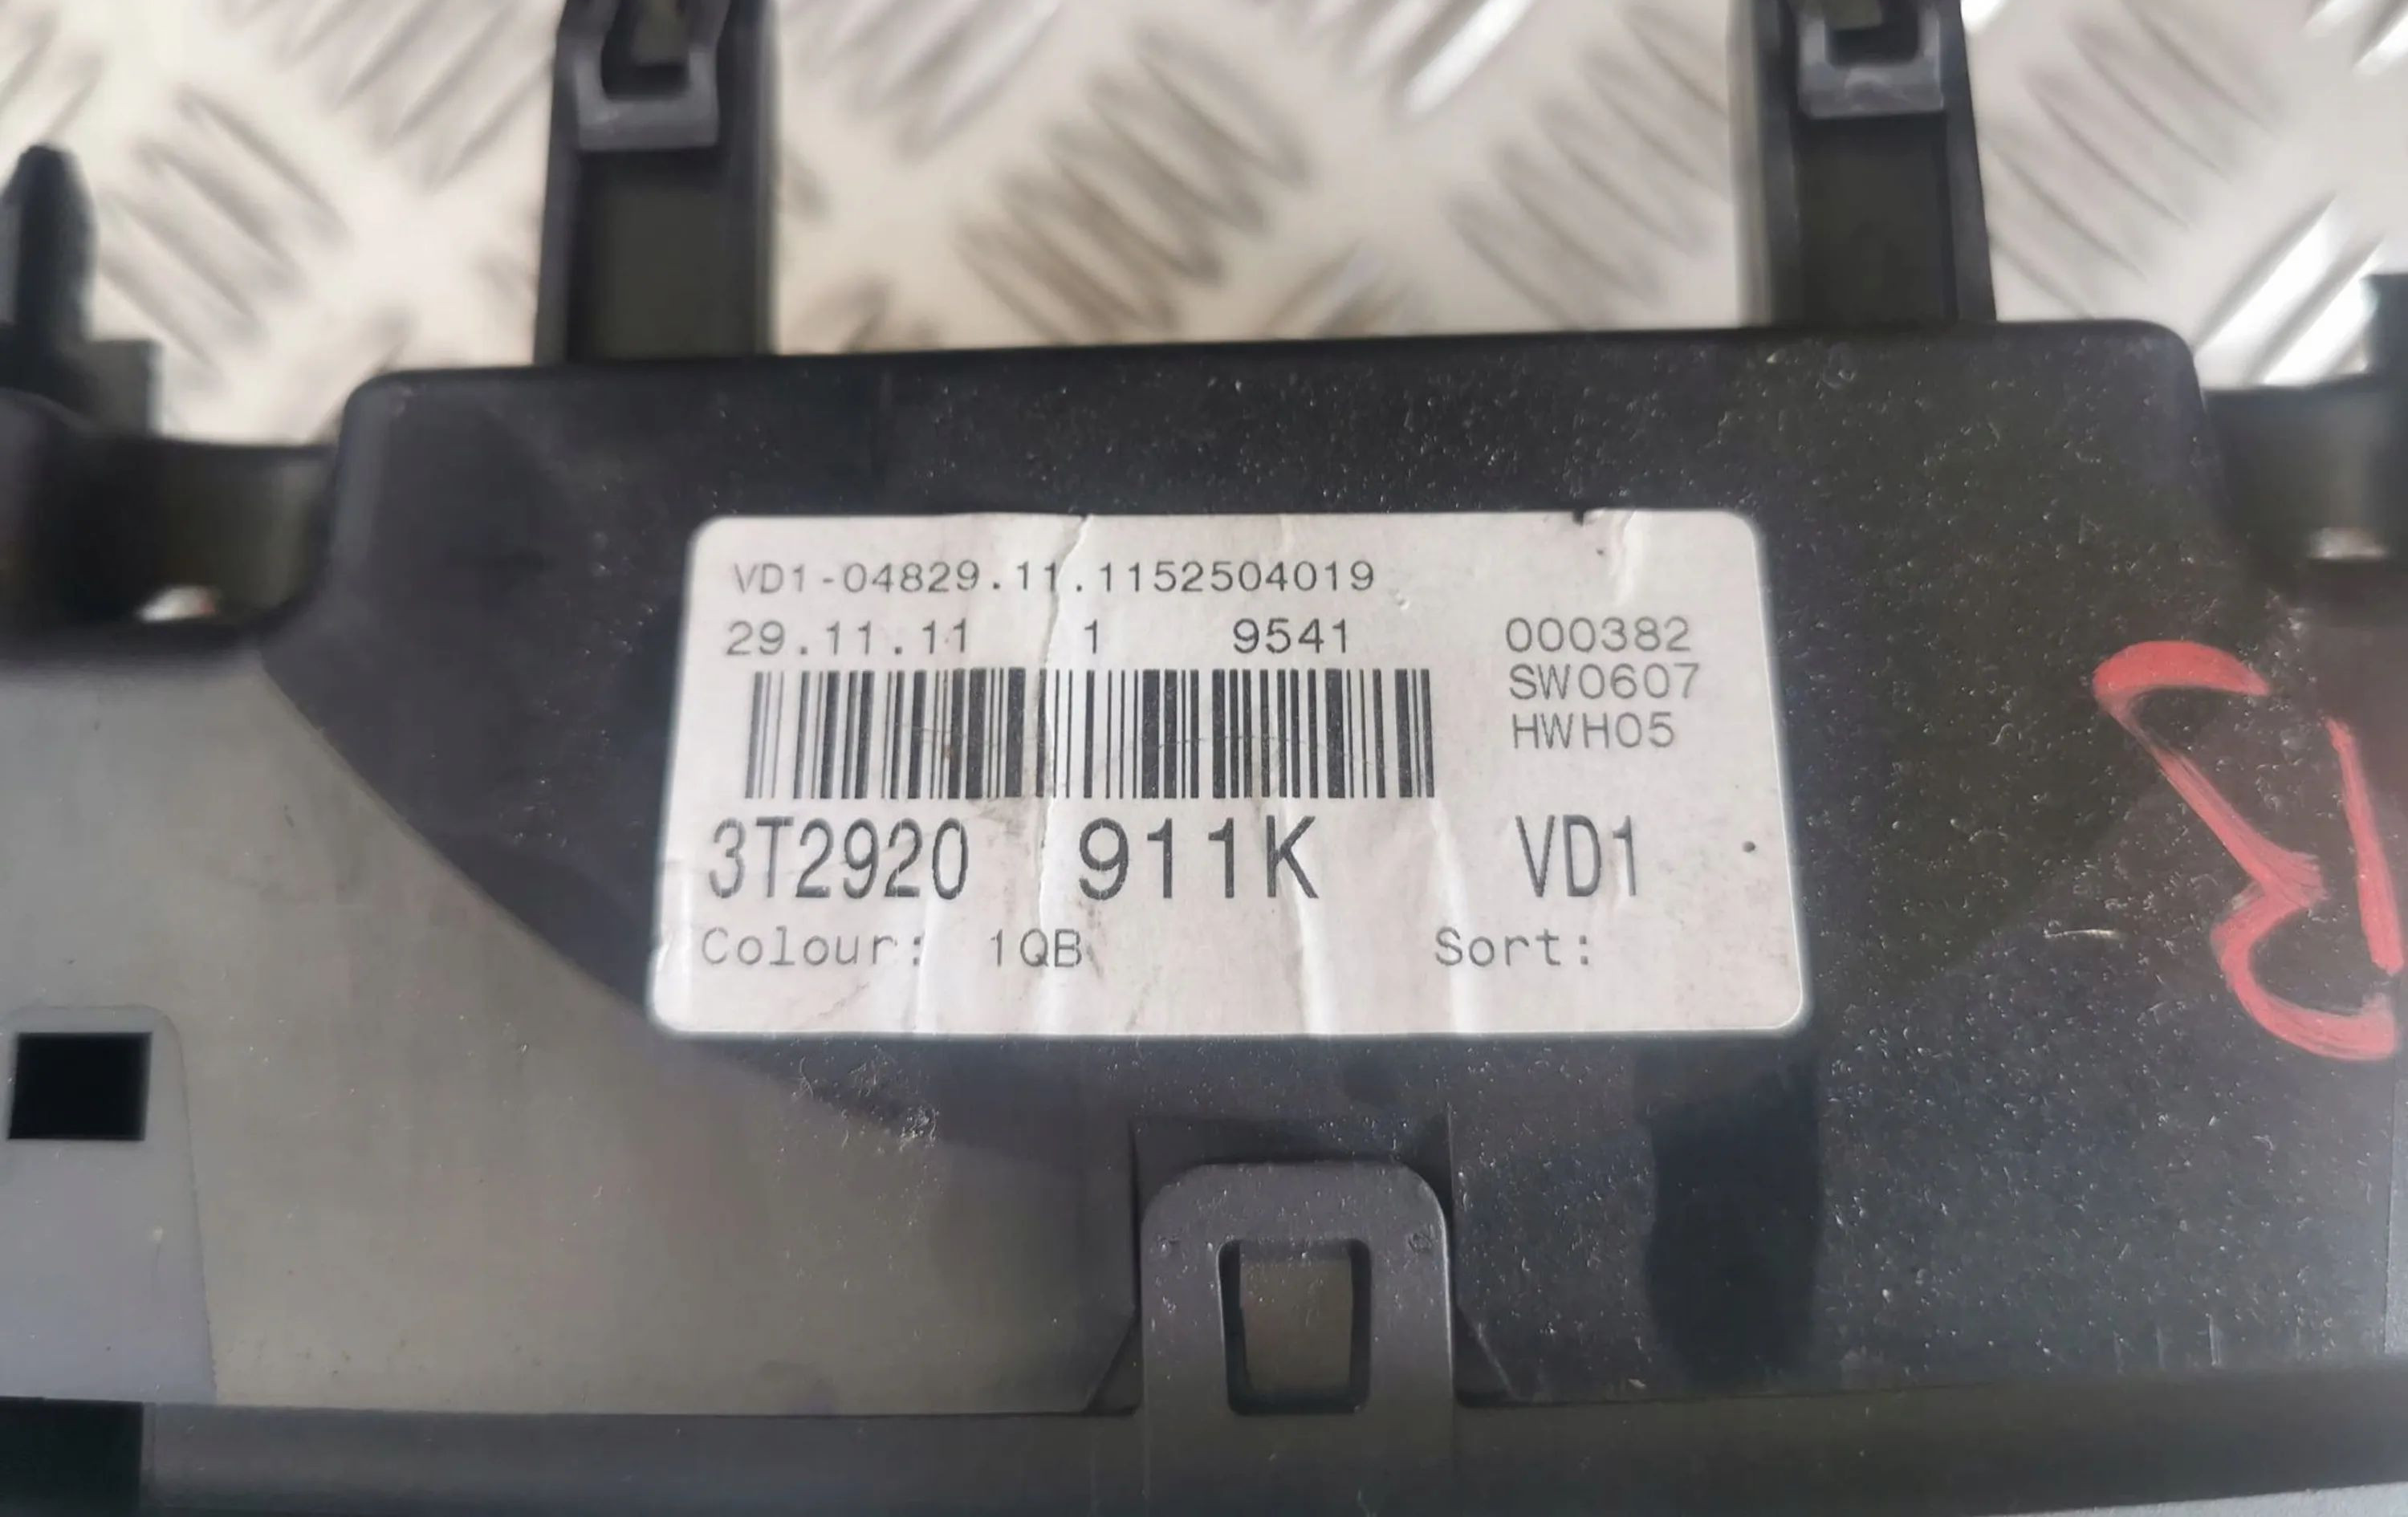 VD1-04829.11.1152504019
29.11.11 1 9541 000382
SW0607
HWH05
3T2920 911K VD1
Colour: 1QB Sort: